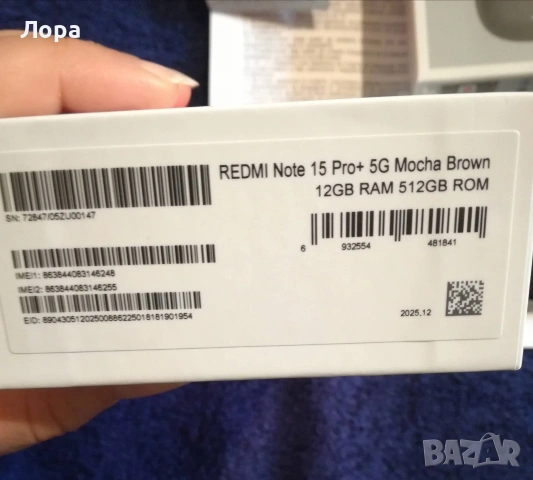 Лора
REDMI Note 15 Pro+ 5G Mocha Brown
12GB RAM 512GB ROM
SN: 72847/05ZU00147
6 932554 481841
IMEI1: 863844083146248
IMEI2: 863844083146255
EID: 89043051202500886225018181901954
2025.12
BAZAR